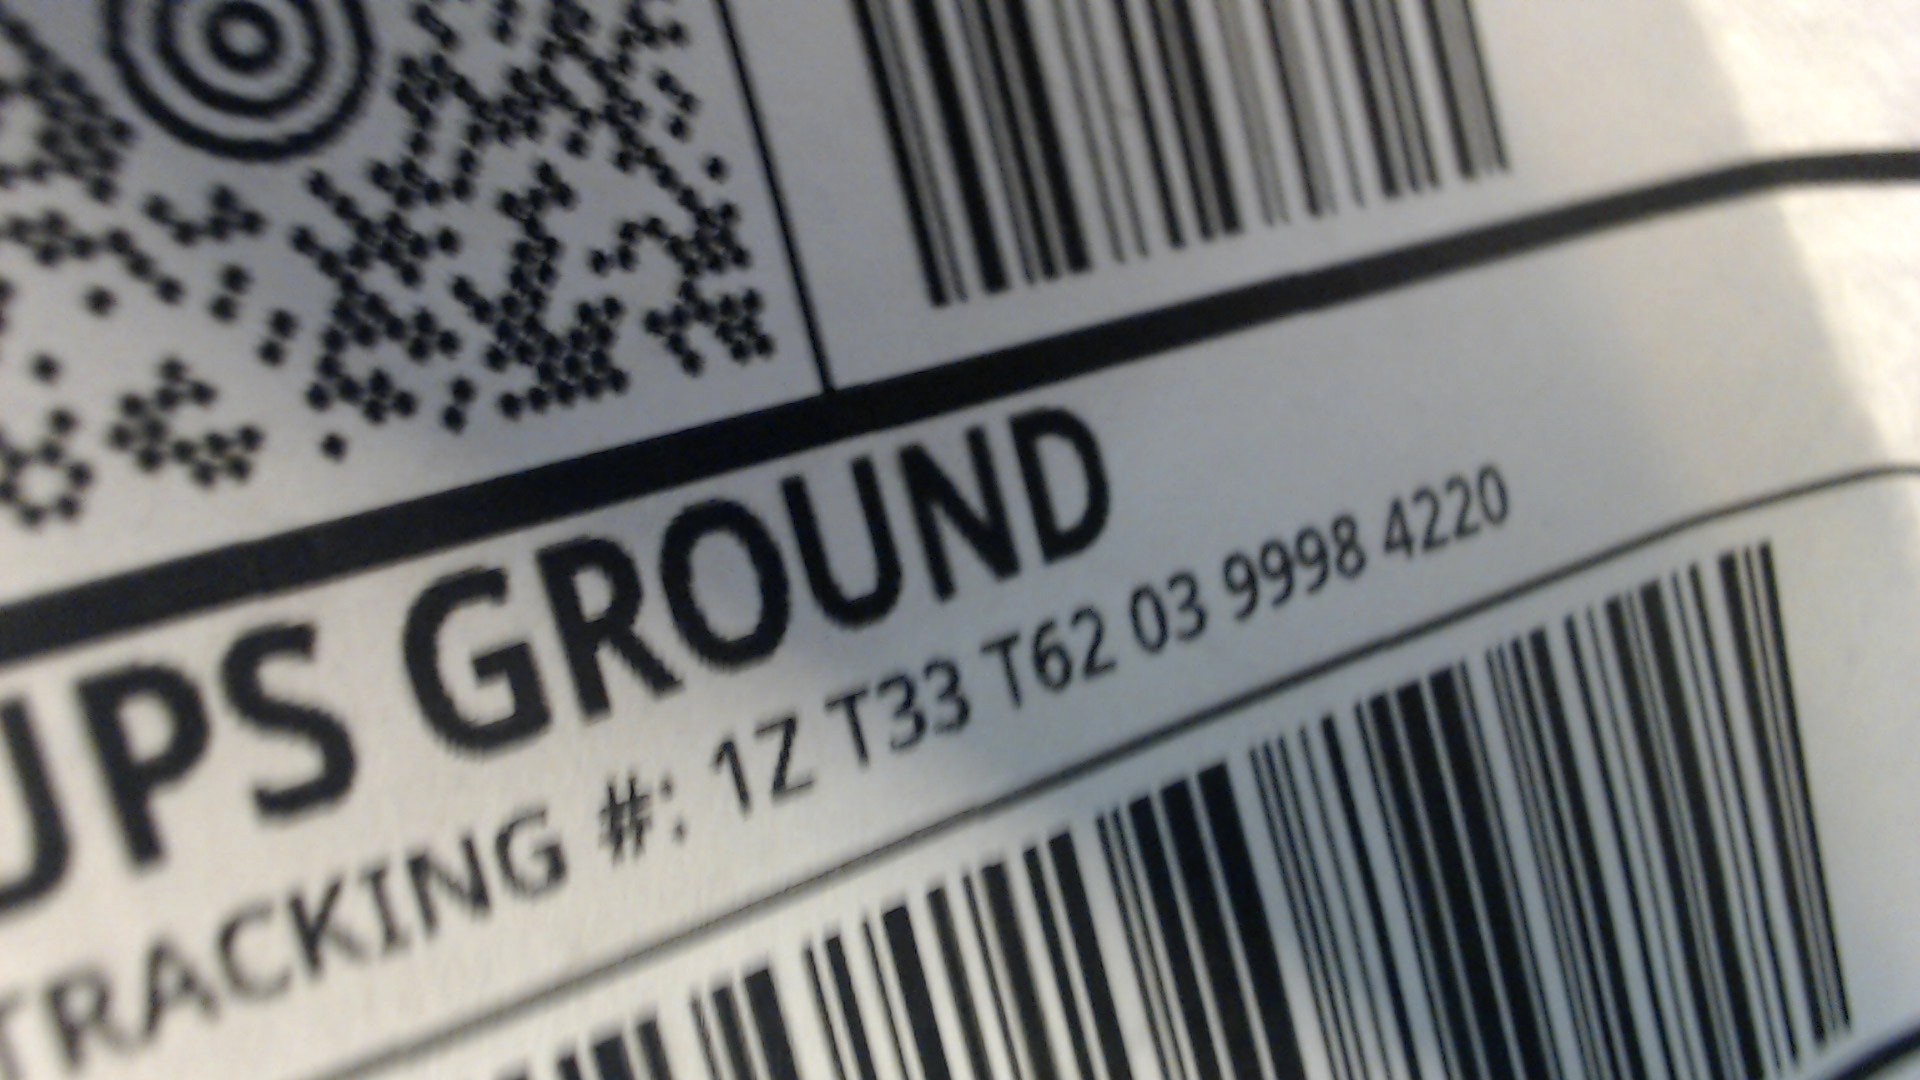 UPS GROUND
TRACKING #: 1Z T33 T62 03 9998 4220